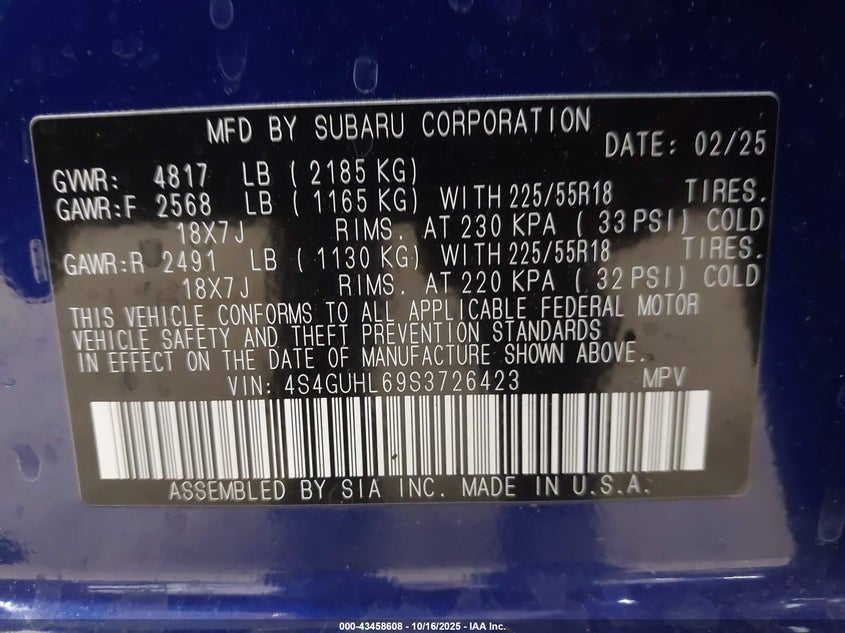 MFD BY SUBARU CORPORATION
DATE: 02/25
GVWR: 4817 LB ( 2185 KG)
GAWR:F 2568 LB ( 1165 KG) WITH 225/55R18 TIRES.
18X7J RIMS. AT 230 KPA ( 33 PSI) COLD
GAWR:R 2491 LB ( 1130 KG) WITH 225/55R18 TIRES.
18X7J RIMS. AT 220 KPA ( 32 PSI) COLD
THIS VEHICLE CONFORMS TO ALL APPLICABLE FEDERAL MOTOR
VEHICLE SAFETY AND THEFT PREVENTION STANDARDS
IN EFFECT ON THE DATE OF MANUFACTURE SHOWN ABOVE.
VIN: 4S4GUHL69S3726423 MPV
ASSEMBLED BY SIA INC. MADE IN U.S.A.
000-43458608 - 10/16/2025 - IAA Inc.